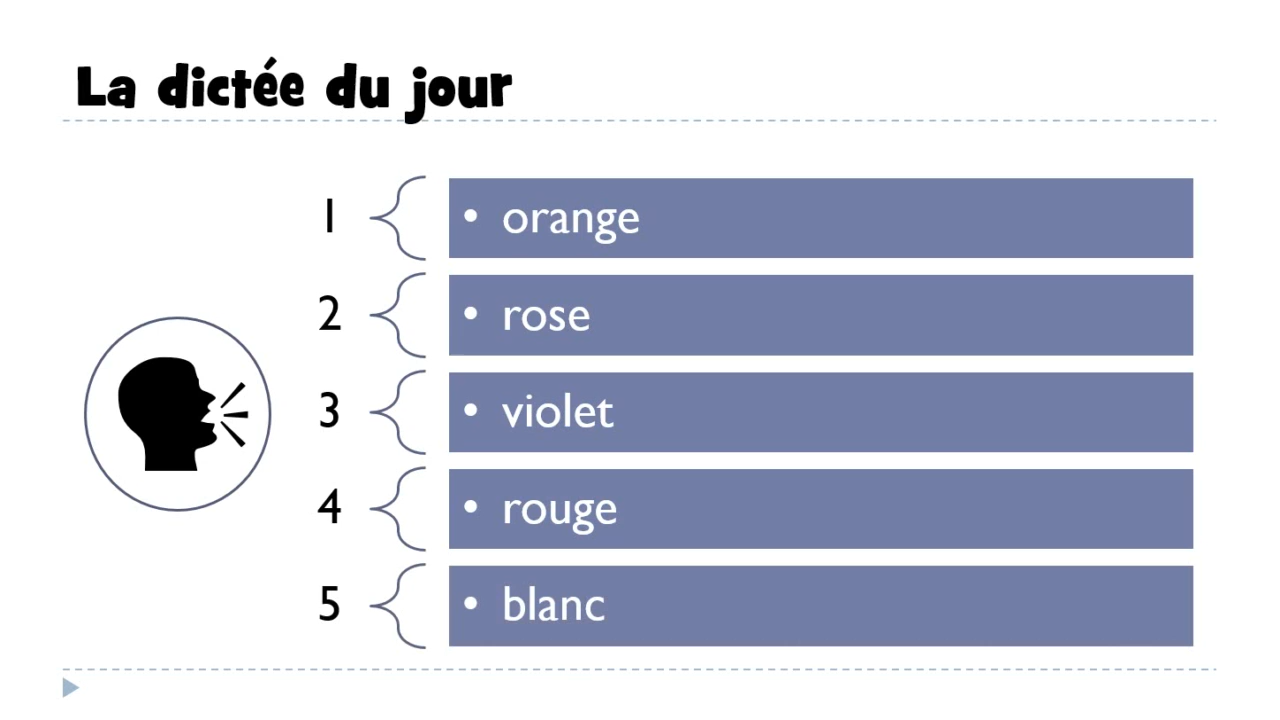 La dictée du jour
1 • orange
2 • rose
3 • violet
4 • rouge
5 • blanc